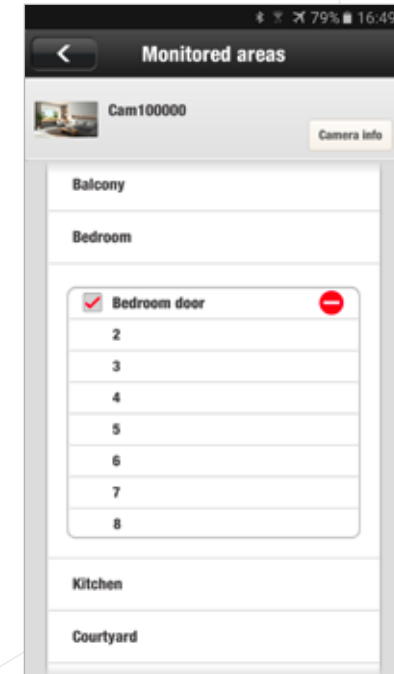 79% 16:49
Monitored areas
Cam100000
Camera info
Balcony
Bedroom
Bedroom door
2
3
4
5
6
7
8
Kitchen
Courtyard